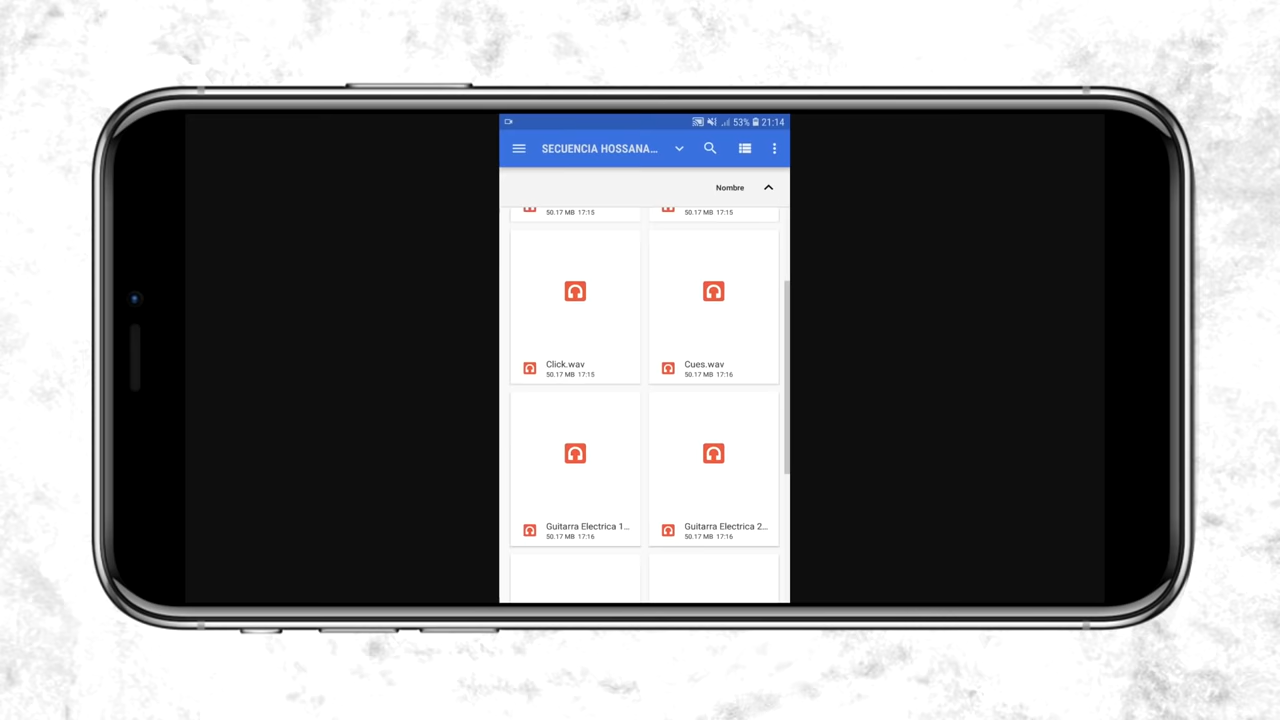 53% 21:14
SECUENCIA HOSSANA...
Nombre
50.17 MB 17:15
50.17 MB 17:15
Click.wav
50.17 MB 17:15
Cues.wav
50.17 MB 17:16
Guitarra Electrica 1...
50.17 MB 17:16
Guitarra Electrica 2...
50.17 MB 17:16